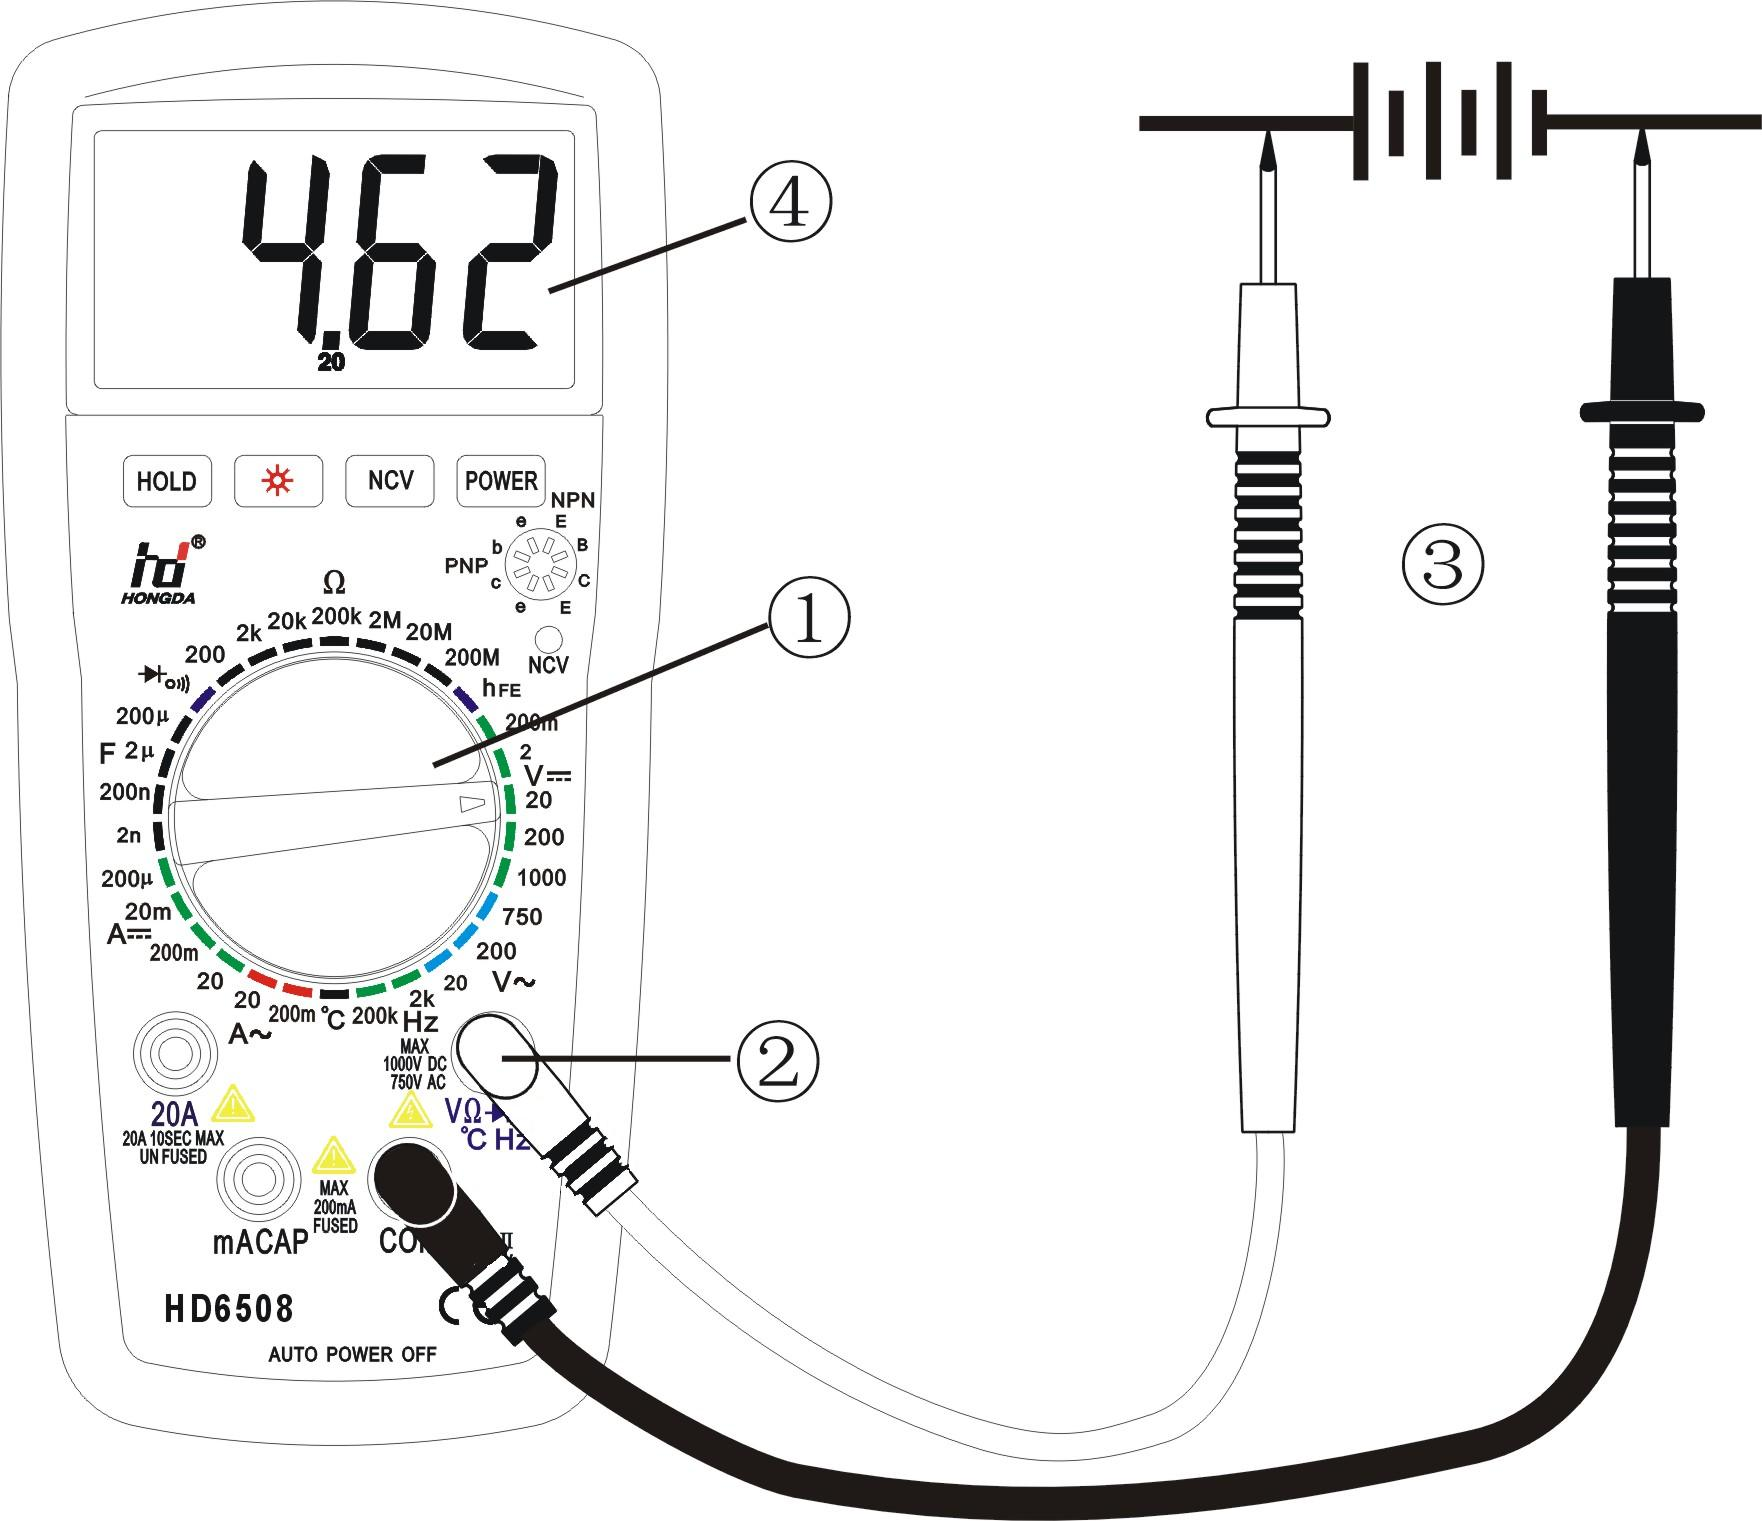 4.62
20
④
HOLD
NCV
POWER
NPN
e E
b B
PNP
c C
e E
NCV
hd®
HONGDA
Ω
200 2k 20k 200k 2M 20M 200M
hFE
200m
2
V⎓
20
200
1000
750
200
20
V~
①
200μ
F 2μ
200n
2n
200μ
20m
A⎓
200m
20
20
A~
200m
℃
200k
2k
Hz
③
MAX
1000V DC
750V AC
②
VΩ
℃ Hz
20A
20A 10SEC MAX
UN FUSED
MAX
200mA
FUSED
mACAP
HD6508
AUTO POWER OFF